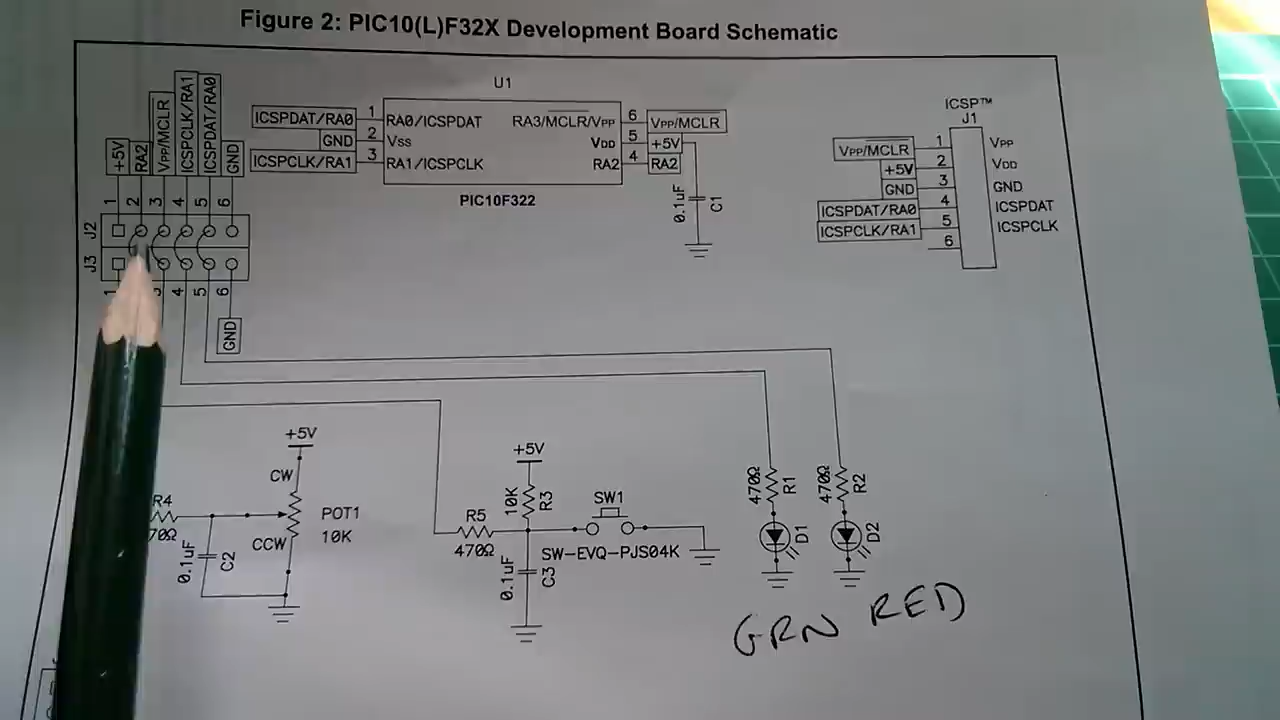 Figure 2: PIC10(L)F32X Development Board Schematic
+5V
RA2
VPP/MCLR
ICSPCLK/RA1
ICSPDAT/RA0
GND
1 2 3 4 5 6
J2
J3
4 5 6
GND
U1
ICSPDAT/RA0 1 RA0/ICSPDAT RA3/MCLR/VPP 6 VPP/MCLR
GND 2 VSS VDD 5 +5V
ICSPCLK/RA1 3 RA1/ICSPCLK RA2 4 RA2
PIC10F322
0.1uF C1
ICSP™
J1
VPP/MCLR 1 VPP
+5V 2 VDD
GND 3 GND
ICSPDAT/RA0 4 ICSPDAT
ICSPCLK/RA1 5 ICSPCLK
6
+5V
CW
R4
70Ω
POT1
10K
CCW
0.1uF C2
+5V
10K R3
SW1
R5
470Ω
SW-EVQ-PJS04K
0.1uF C3
470Ω R1
470Ω R2
D1
D2
GRN RED